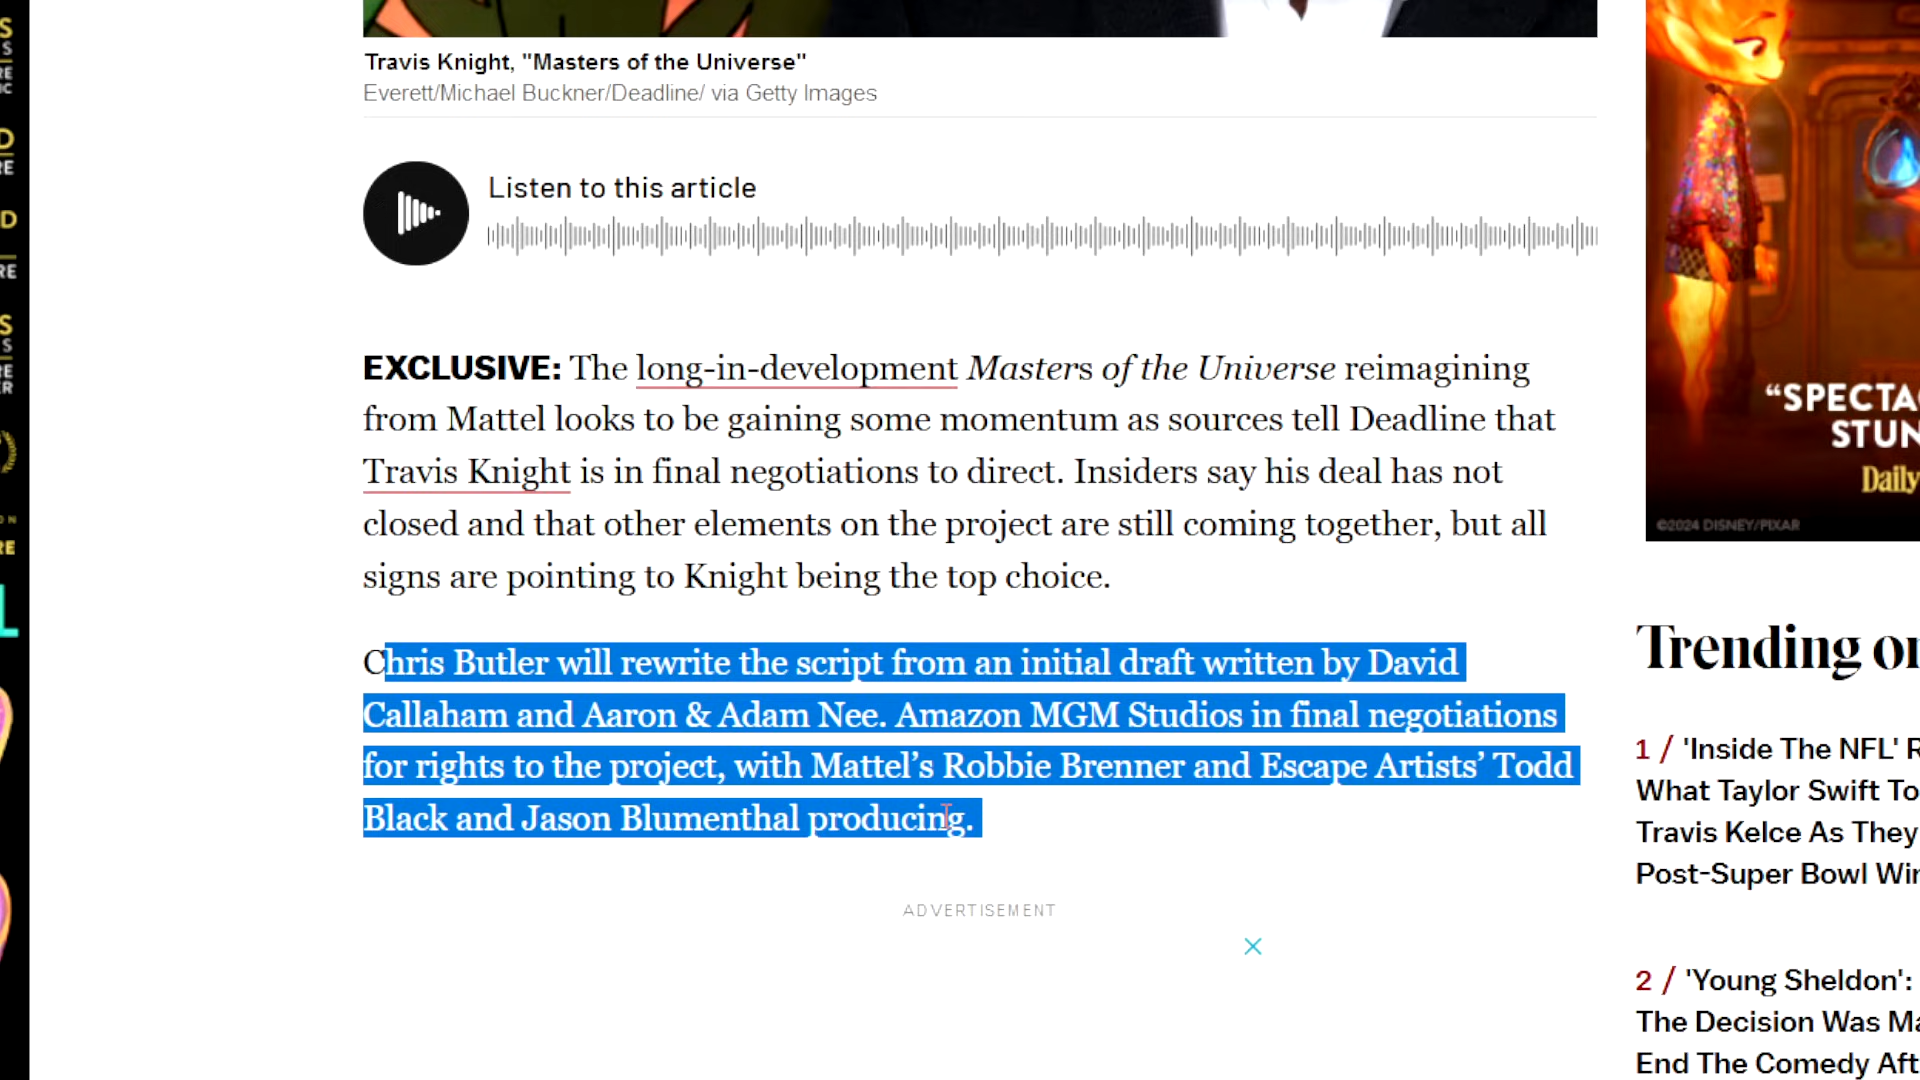 Travis Knight, "Masters of the Universe"
Everett/Michael Buckner/Deadline/ via Getty Images
Listen to this article
EXCLUSIVE: The long-in-development Masters of the Universe reimagining
from Mattel looks to be gaining some momentum as sources tell Deadline that
Travis Knight is in final negotiations to direct. Insiders say his deal has not
closed and that other elements on the project are still coming together, but all
signs are pointing to Knight being the top choice.
Chris Butler will rewrite the script from an initial draft written by David
Callaham and Aaron & Adam Nee. Amazon MGM Studios in final negotiations
for rights to the project, with Mattel’s Robbie Brenner and Escape Artists’ Todd
Black and Jason Blumenthal producing.
ADVERTISEMENT
Daily
©2024 DISNEY/PIXAR
Trending
1 / 'Inside The NFL'
What Taylor Swift
Travis Kelce As They
Post-Super Bowl
2 / 'Young Sheldon':
The Decision Was
End The Comedy